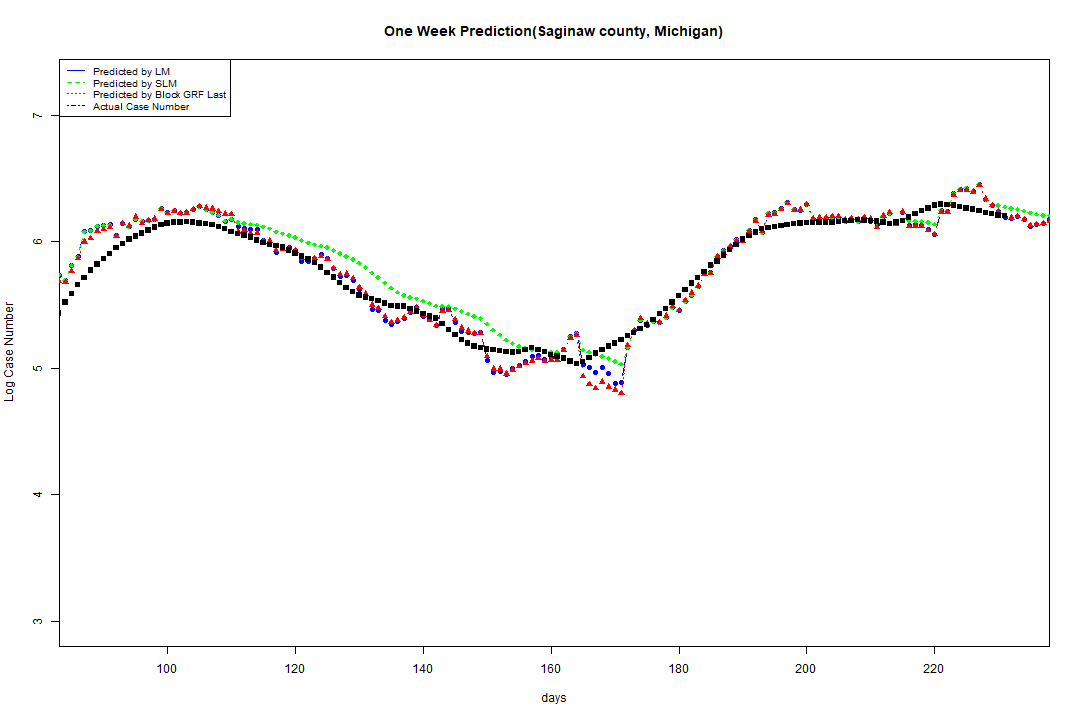 One Week Prediction(Saginaw county, Michigan)
Predicted by LM
Predicted by SLM
Predicted by Block GRF Last
Actual Case Number
7
6
5
4
3
Log Case Number
100 120 140 160 180 200 220
days